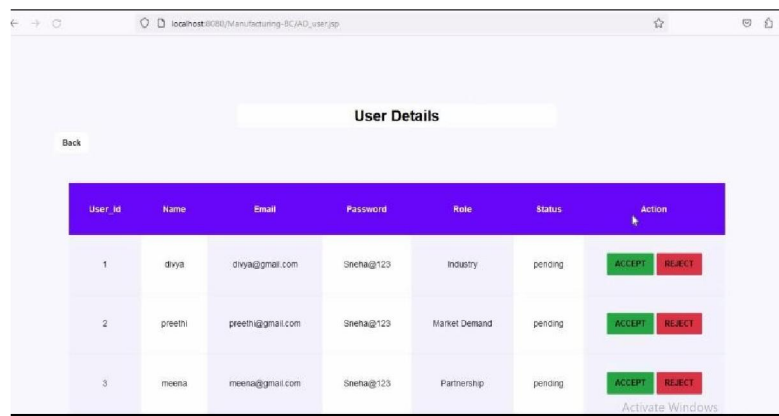 localhost:8080/Manufacturing-BC/AD_user.jsp
User Details
Back
User_id Name Email Password Role Status Action
1 divya divya@gmail.com Sneha@123 Industry pending ACCEPT REJECT
2 preethi preethi@gmail.com Sneha@123 Market Demand pending ACCEPT REJECT
3 meena meena@gmail.com Sneha@123 Partnership pending ACCEPT REJECT
Activate Windows